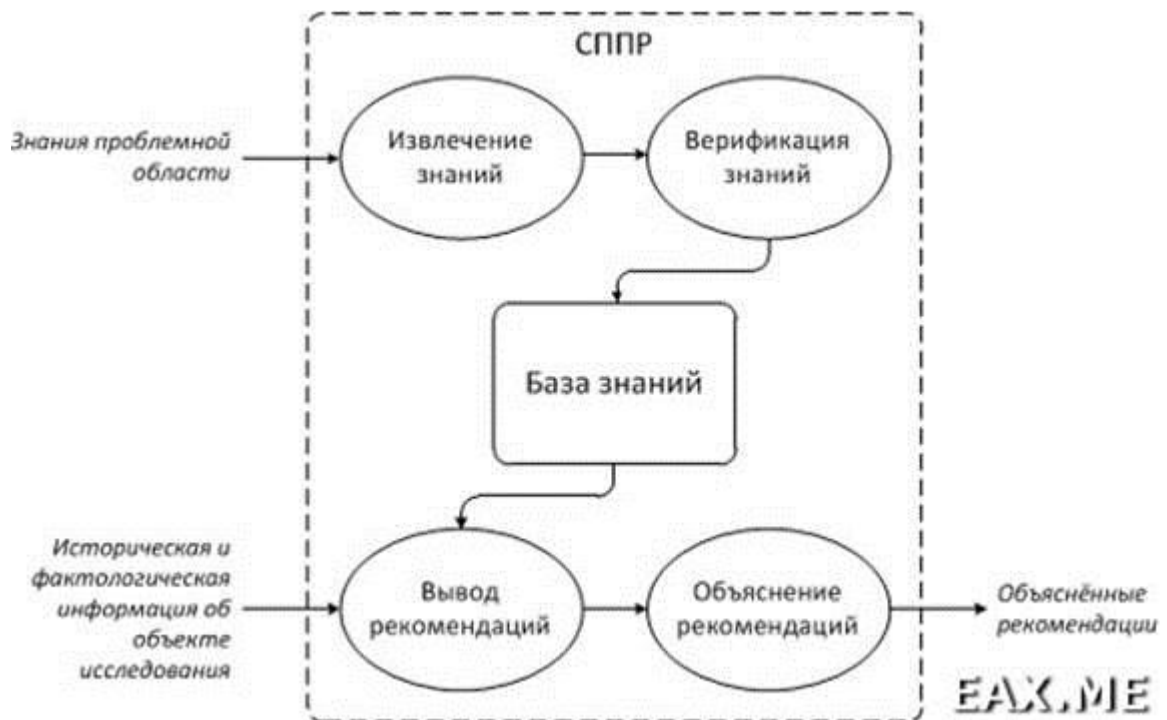 СППР
Знания проблемной
области
Извлечение
знаний
Верификация
знаний
База знаний
Историческая и
фактологическая
информация об
объекте
исследования
Вывод
рекомендаций
Объяснение
рекомендаций
Объяснённые
рекомендации
EAX.ME